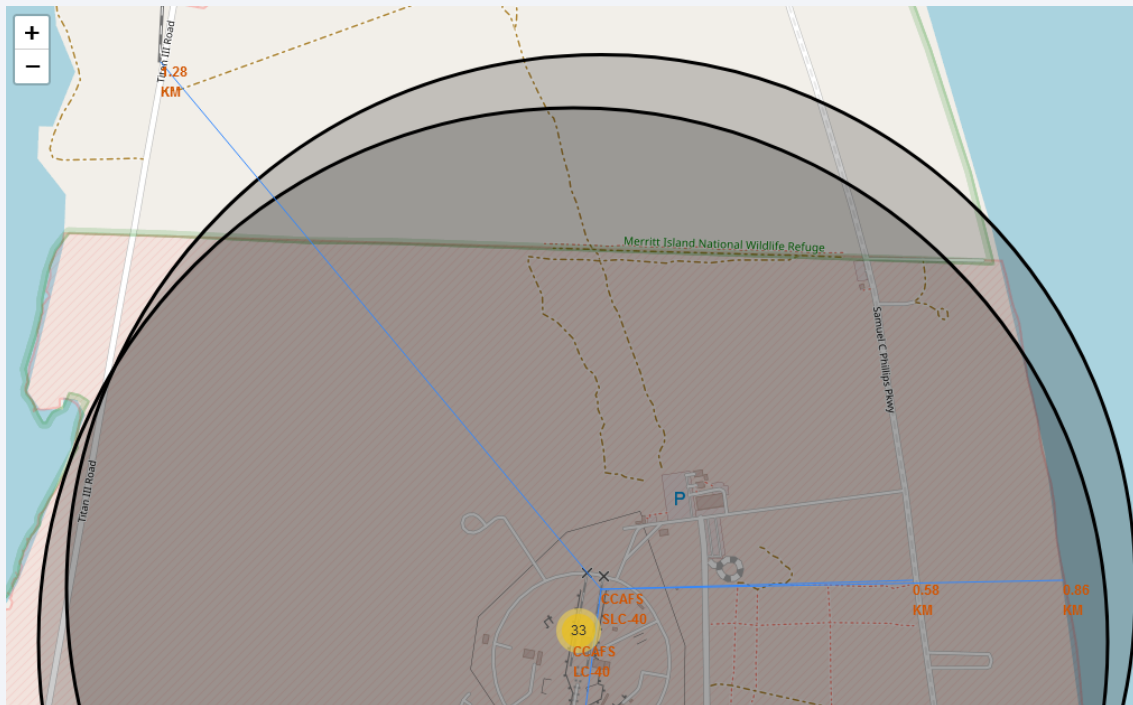 +
−
Titan III Road
1.28
KM
Merritt Island National Wildlife Refuge
Samuel C Phillips Pkwy
Titan III Road
P
0.58
KM
0.86
KM
CCAFS
SLC-40
33
CCAFS
LC-40